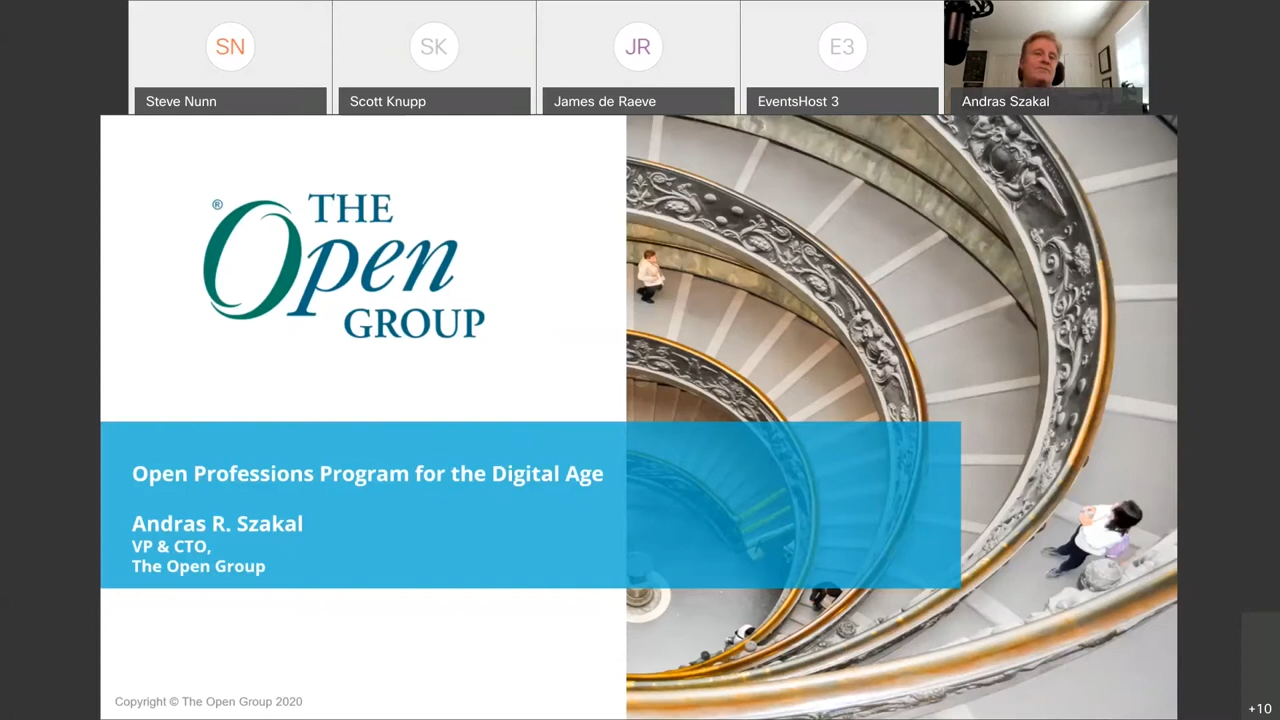 SN
Steve Nunn
SK
Scott Knupp
JR
James de Raeve
E3
EventsHost 3
Andras Szakal
®
THE
Open
GROUP
Open Professions Program for the Digital Age
Andras R. Szakal
VP & CTO,
The Open Group
Copyright © The Open Group 2020
+10